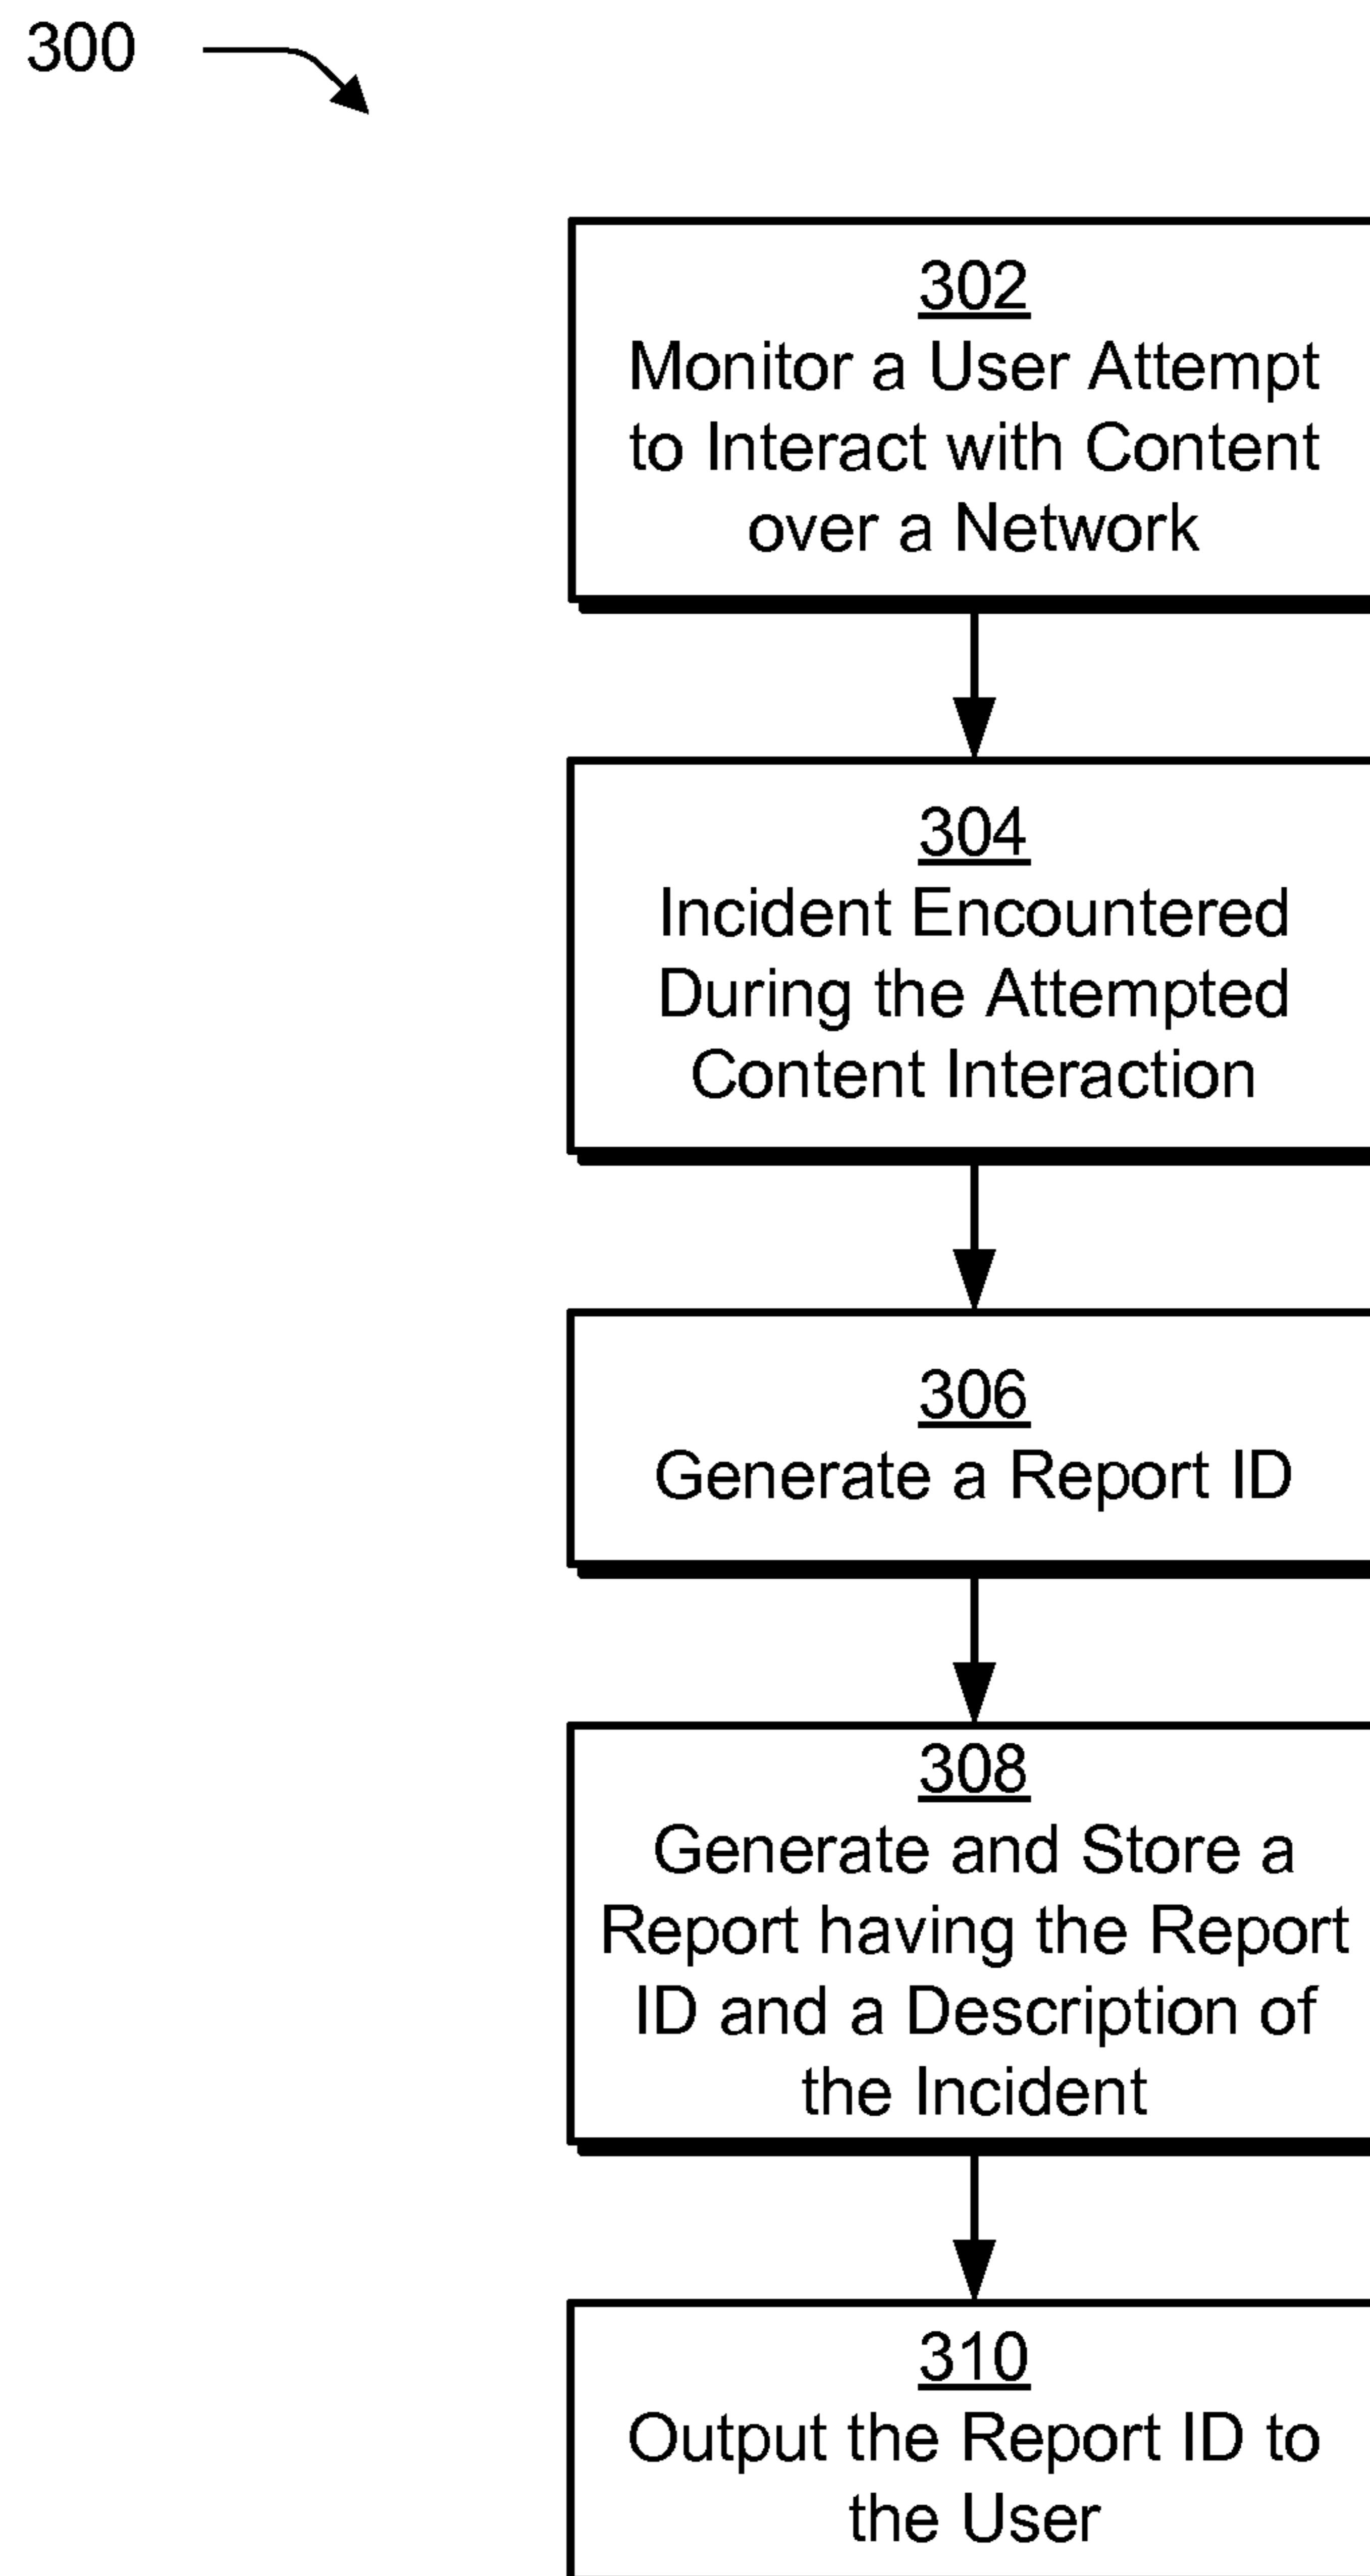 300
302
Monitor a User Attempt
to Interact with Content
over a Network
304
Incident Encountered
During the Attempted
Content Interaction
306
Generate a Report ID
308
Generate and Store a
Report having the Report
ID and a Description of
the Incident
310
Output the Report ID to
the User